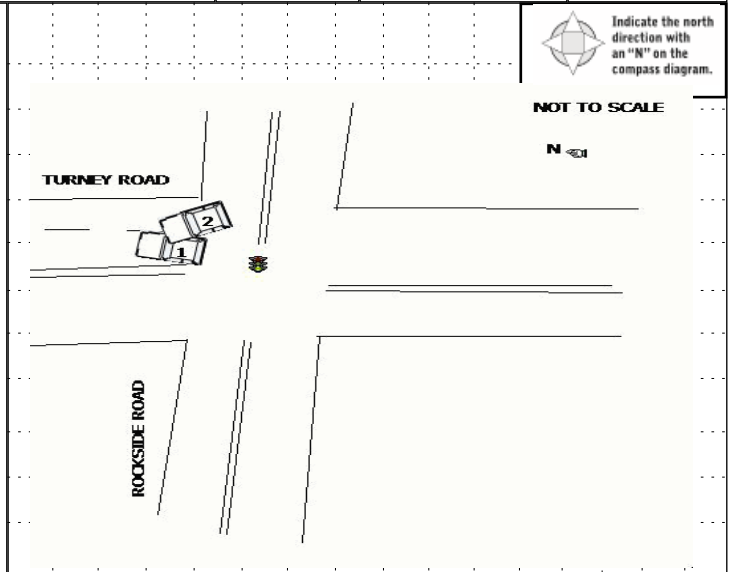 Indicate the north
direction with
an “N” on the
compass diagram.
NOT TO SCALE
N
TURNEY ROAD
2
1
ROCKSIDE ROAD